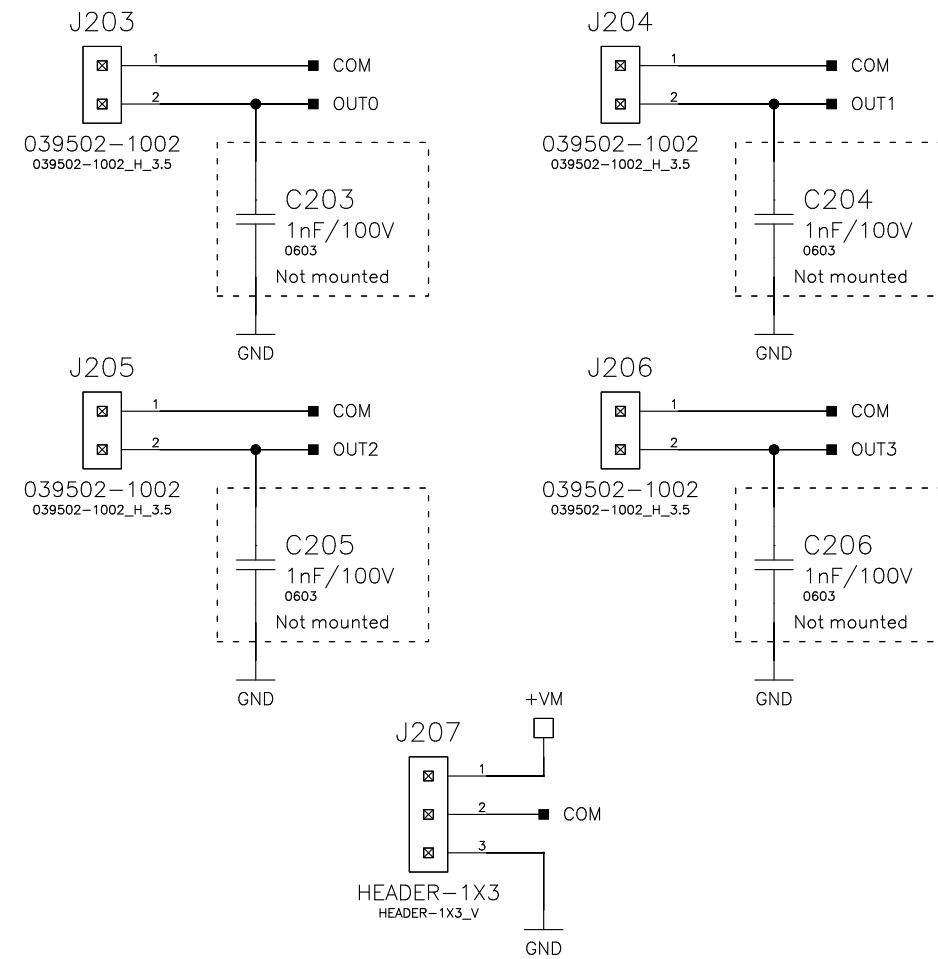 J203
1 COM
2 OUT0
039502-1002
039502-1002_H_3.5
C203
1nF/100V
0603
Not mounted
GND
J204
1 COM
2 OUT1
039502-1002
039502-1002_H_3.5
C204
1nF/100V
0603
Not mounted
GND
J205
1 COM
2 OUT2
039502-1002
039502-1002_H_3.5
C205
1nF/100V
0603
Not mounted
GND
J206
1 COM
2 OUT3
039502-1002
039502-1002_H_3.5
C206
1nF/100V
0603
Not mounted
GND
+VM
J207
1
2 COM
3
HEADER-1X3
HEADER-1X3_V
GND